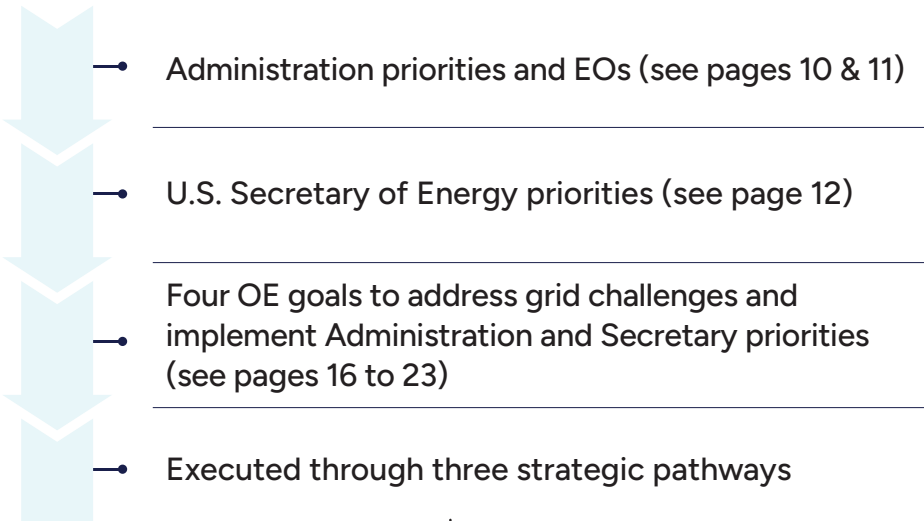 Administration priorities and EOs (see pages 10 & 11)
U.S. Secretary of Energy priorities (see page 12)
Four OE goals to address grid challenges and
implement Administration and Secretary priorities
(see pages 16 to 23)
Executed through three strategic pathways